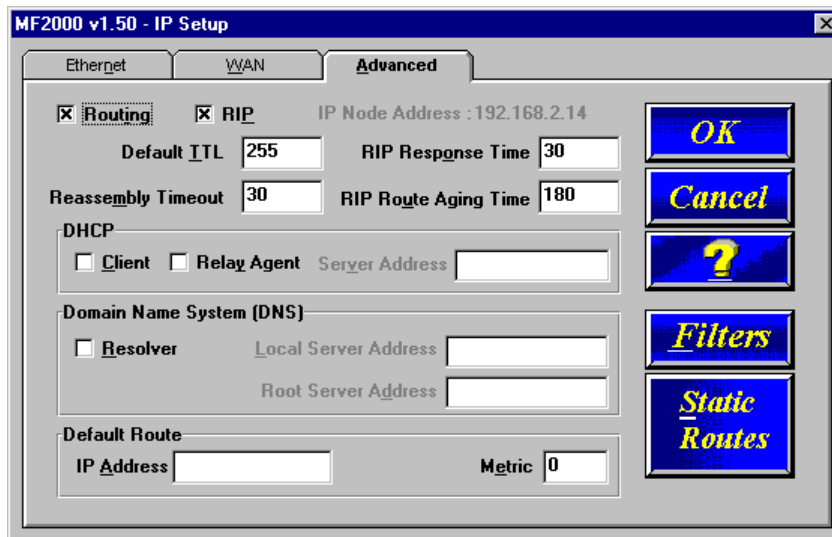 MF2000 v1.50 - IP Setup
Ethernet WAN Advanced
Routing RIP IP Node Address : 192.168.2.14
Default TTL 255 RIP Response Time 30
Reassembly Timeout 30 RIP Route Aging Time 180
DHCP
Client Relay Agent Server Address
Domain Name System (DNS)
Resolver Local Server Address
Root Server Address
Default Route
IP Address Metric 0
OK
Cancel
?
Filters
Static
Routes